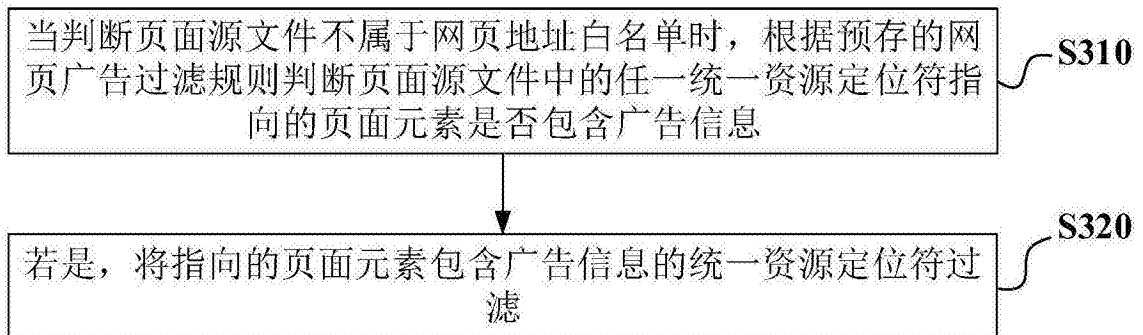 当判断页面源文件不属于网页地址白名单时，根据预存的网
页广告过滤规则判断页面源文件中的任一统一资源定位符指
向的页面元素是否包含广告信息
S310
若是，将指向的页面元素包含广告信息的统一资源定位符过
滤
S320